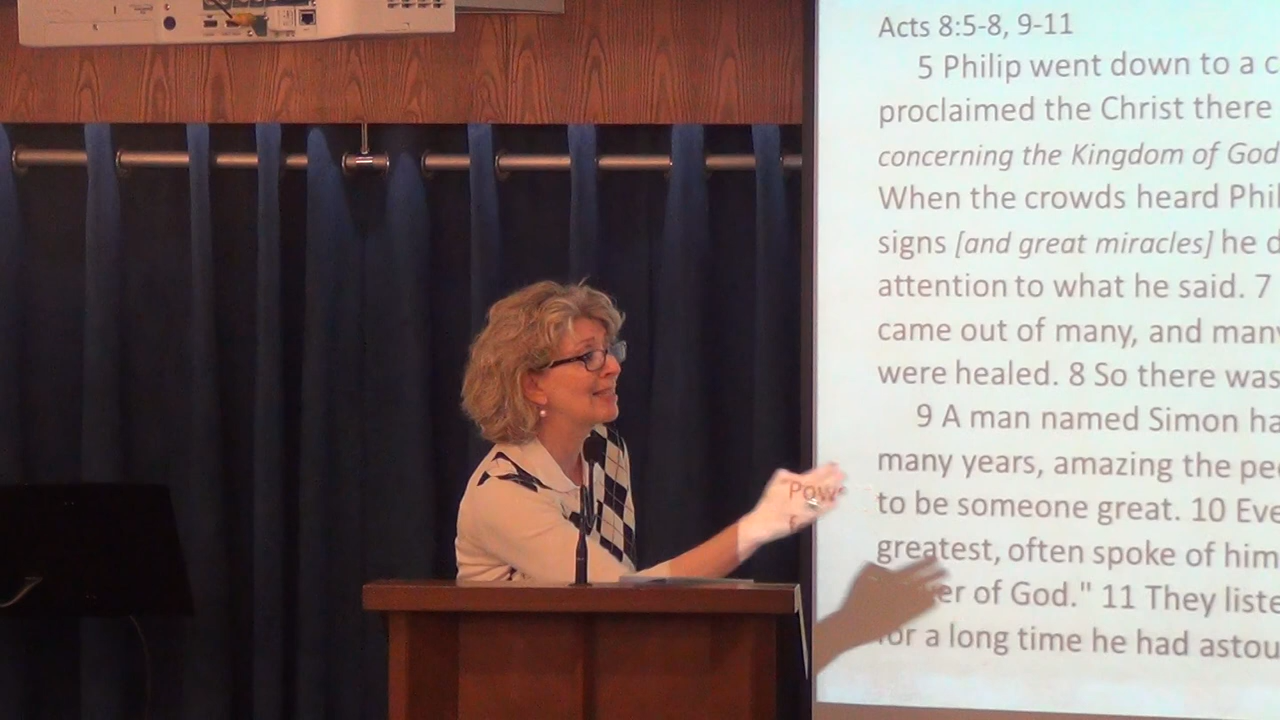 Acts 8:5-8, 9-11
5 Philip went down to a c
proclaimed the Christ there
concerning the Kingdom of God
When the crowds heard Phil
signs [and great miracles] he d
attention to what he said. 7
came out of many, and many
were healed. 8 So there was
9 A man named Simon ha
many years, amazing the pe
to be someone great. 10 Eve
greatest, often spoke of him
"Power of God." 11 They liste
for a long time he had astou